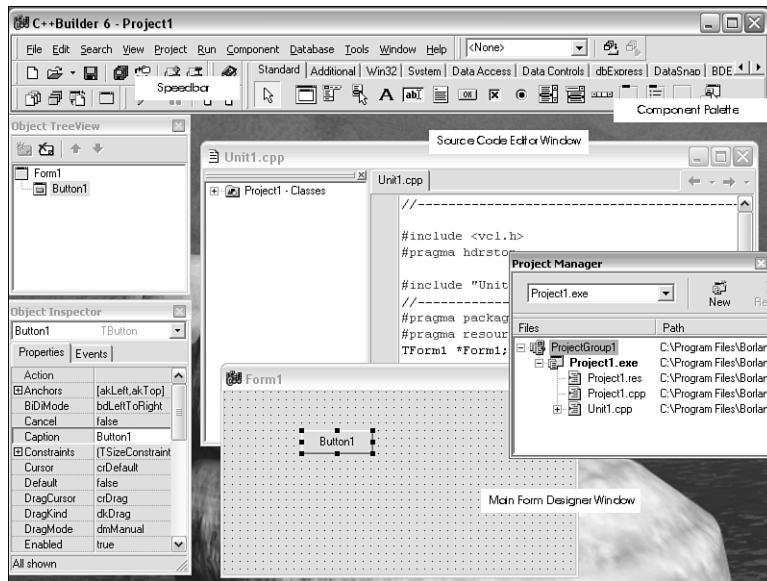 C++Builder 6 - Project1
File Edit Search View Project Run Component Database Tools Window Help <None>
Standard Additional Win32 System Data Access Data Controls dbExpress DataSnap BDE
Speedbar
Component Palette
Object TreeView
Form1
Button1
Source Code Editor Window
Unit1.cpp
Project1 - Classes
Unit1.cpp
//
#include <vcl.h>
#pragma hdrstop
#include "Unit
//
#pragma packag
#pragma resour
TForm1 *Form1;
Project Manager
Project1.exe
New
Re
Files Path
ProjectGroup1 C:\Program Files\Borlar
Project1.exe C:\Program Files\Borlar
Project1.res C:\Program Files\Borlar
Project1.cpp C:\Program Files\Borlar
Unit1.cpp C:\Program Files\Borlar
Object Inspector
Button1 TButton
Properties Events
Action
Anchors [akLeft,akTop]
BiDiMode bdLeftToRight
Cancel false
Caption Button1
Constraints (TSizeConstraint
Cursor crDefault
Default false
DragCursor crDrag
DragKind dkDrag
DragMode dmManual
Enabled true
All shown
Form1
Button1
Main Form Designer Window